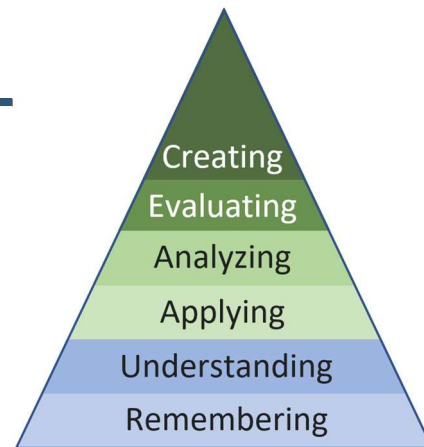 Creating
Evaluating
Analyzing
Applying
Understanding
Remembering